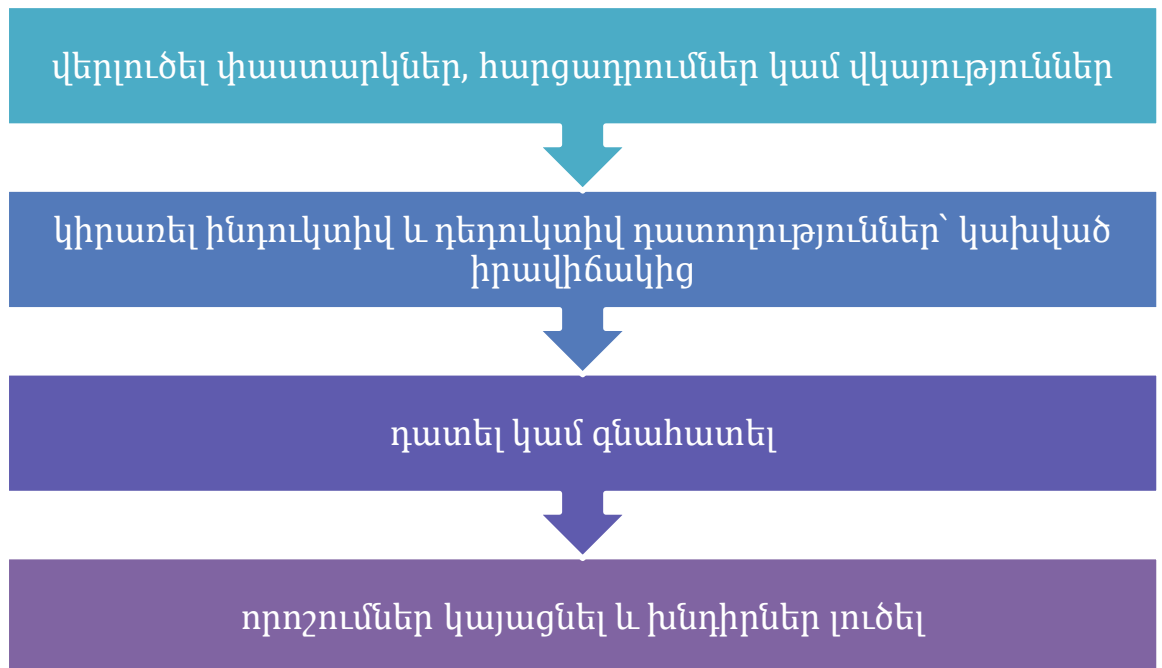 վերլուծել փաստարկներ, հարցադրումներ կամ վկայություններ
կիրառել ինդուկտիվ և դեդուկտիվ դատողություններ՝ կախված
իրավիճակից
դատել կամ գնահատել
որոշումներ կայացնել և խնդիրներ լուծել